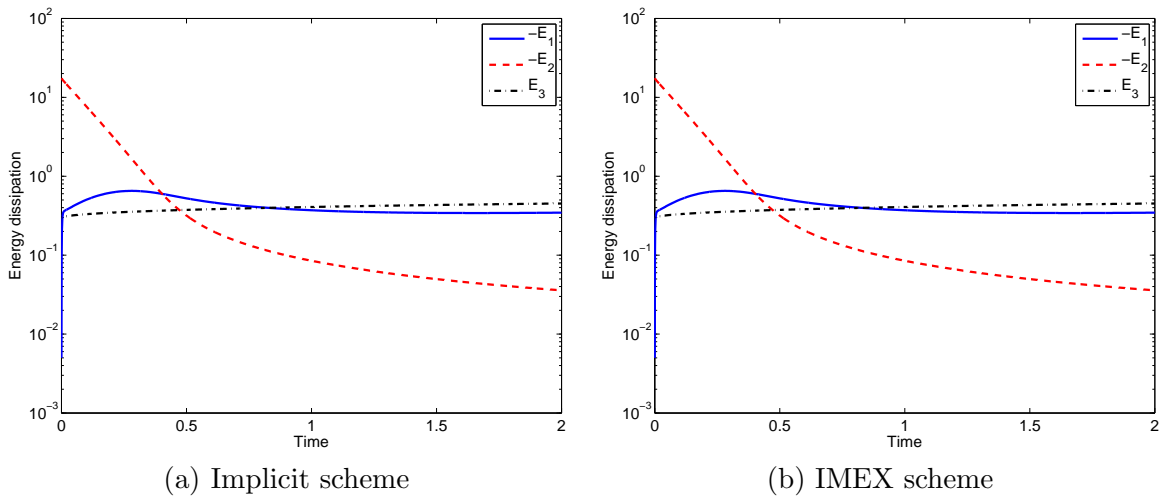 10^2
10^1
10^0
10^-1
10^-2
10^-3
Energy dissipation
0 0.5 1 1.5 2
Time
−E_1
−E_2
E_3
(a) Implicit scheme
10^2
10^1
10^0
10^-1
10^-2
10^-3
Energy dissipation
0 0.5 1 1.5 2
Time
−E_1
−E_2
E_3
(b) IMEX scheme